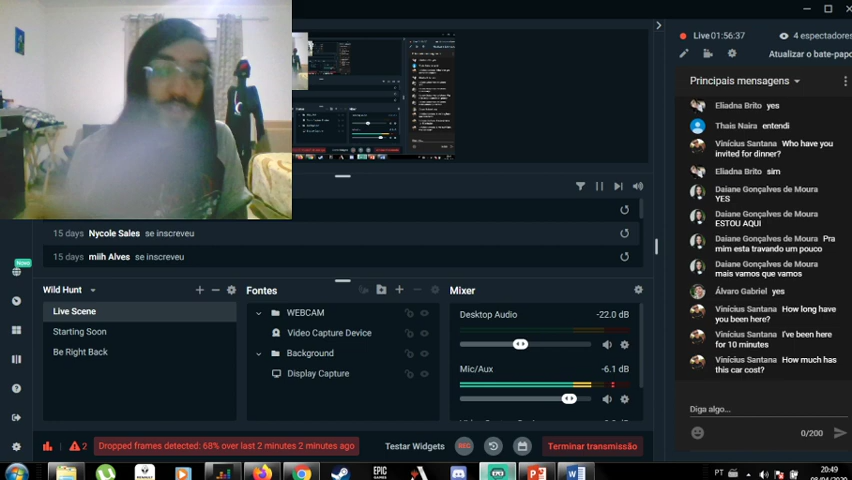 Live 01:56:37
4 espectadores
Atualizar o bate-papo
Principais mensagens
Eliadna Brito yes
Thais Naira entendi
Vinícius Santana Who have you
invited for dinner?
Eliadna Brito sim
Daiane Gonçalves de Moura
YES
Daiane Gonçalves de Moura
ESTOU AQUI
Daiane Gonçalves de Moura Pra
mim esta travando um pouco
Daiane Gonçalves de Moura
mais vamos que vamos
Álvaro Gabriel yes
Vinícius Santana How long have
you been here?
Vinícius Santana I've been here
for 10 minutes
Vinícius Santana How much has
this car cost?
Diga algo...
0/200
15 days Nycole Sales se inscreveu
15 days miih Alves se inscreveu
Novo
Wild Hunt
Live Scene
Starting Soon
Be Right Back
Fontes
WEBCAM
Video Capture Device
Background
Display Capture
Mixer
Desktop Audio -22.0 dB
Mic/Aux -6.1 dB
2
Dropped frames detected: 68% over last 2 minutes 2 minutes ago
Testar Widgets
REC
Terminar transmissão
EPIC
GAMES
PT
20:49
08/04/2020